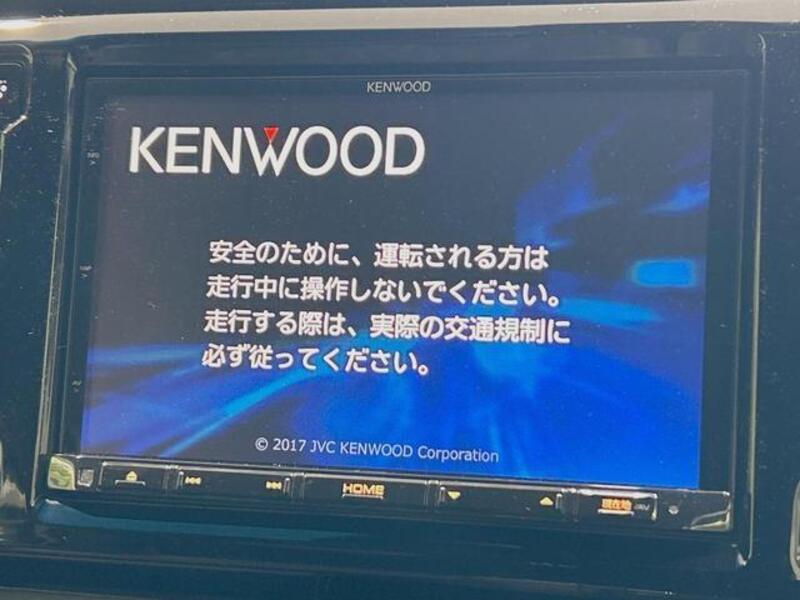 KENWOOD
KENWOOD
安全のために、運転される方は
走行中に操作しないでください。
走行する際は、実際の交通規制に
必ず従ってください。
© 2017 JVC KENWOOD Corporation
HOME
現在地